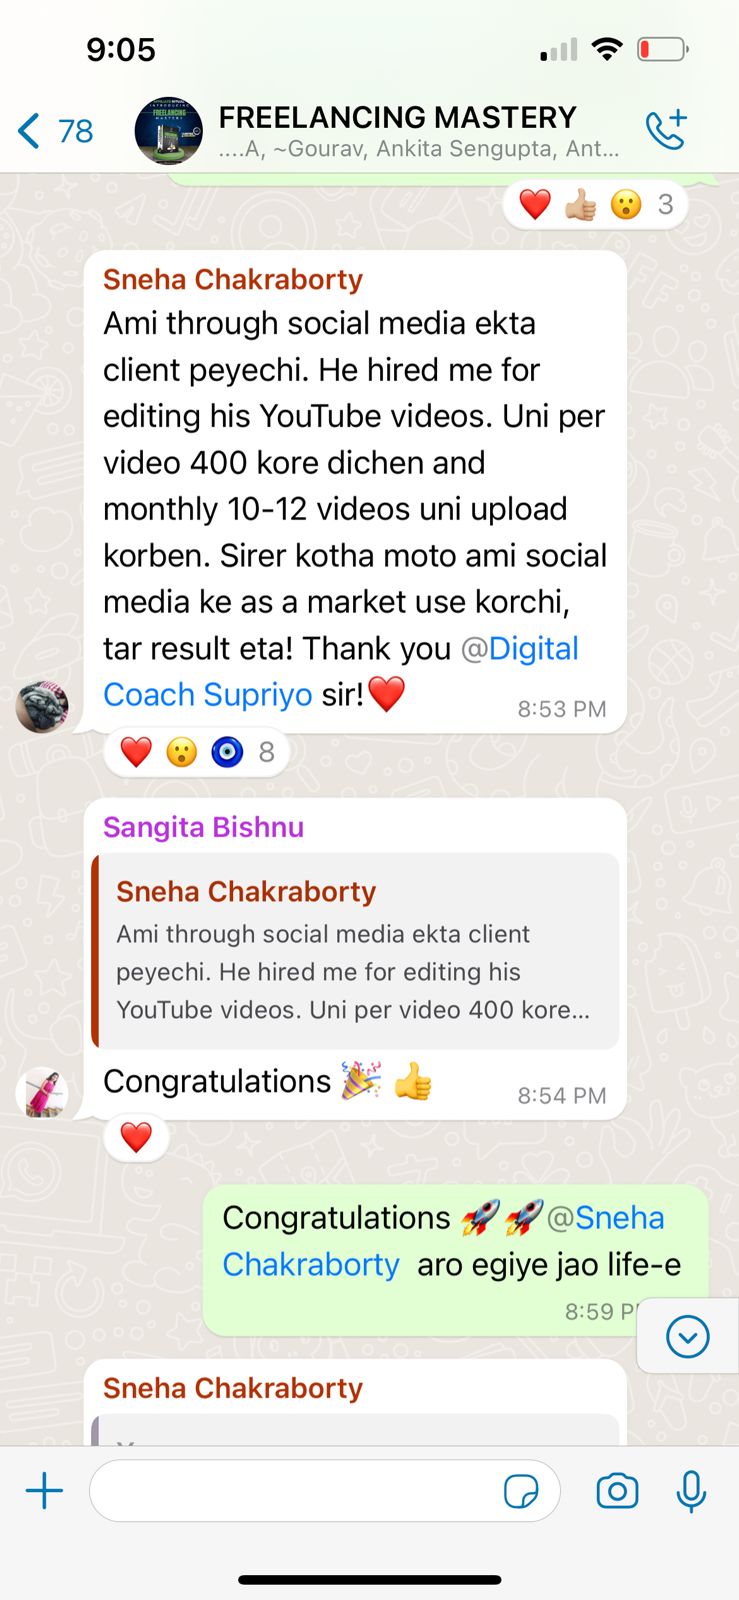 9:05
78
FREELANCING MASTERY
....A, ~Gourav, Ankita Sengupta, Ant...
❤️ 👍🏼 😮 3
Sneha Chakraborty
Ami through social media ekta
client peyechi. He hired me for
editing his YouTube videos. Uni per
video 400 kore dichen and
monthly 10-12 videos uni upload
korben. Sirer kotha moto ami social
media ke as a market use korchi,
tar result eta! Thank you @Digital
Coach Supriyo sir!❤️
8:53 PM
❤️ 😮 🧿 8
Sangita Bishnu
Sneha Chakraborty
Ami through social media ekta client
peyechi. He hired me for editing his
YouTube videos. Uni per video 400 kore...
Congratulations 🎉 👍
8:54 PM
❤️
Congratulations 🚀🚀@Sneha
Chakraborty aro egiye jao life-e
8:59 P
Sneha Chakraborty